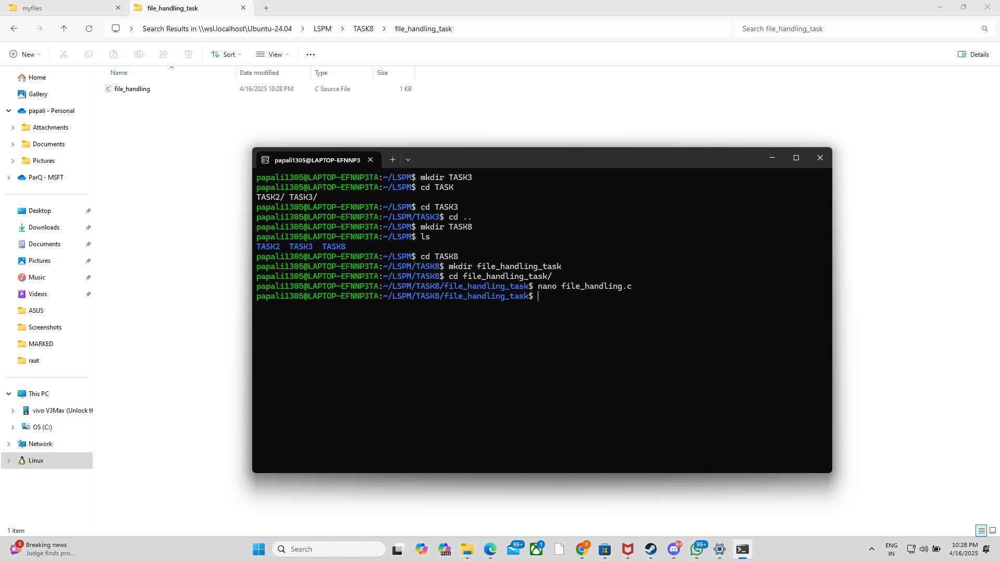 myfiles
file_handling_task
Search Results in \\wsl.localhost\Ubuntu-24.04 > LSPM > TASK8 > file_handling_task
Search file_handling_task
New
Sort
View
Details
Name Date modified Type Size
file_handling 4/16/2025 10:28 PM C Source File 1 KB
Home
Gallery
papali - Personal
Attachments
Documents
Pictures
ParQ - MSFT
Desktop
Downloads
Documents
Pictures
Music
Videos
ASUS
Screenshots
MARKED
raat
This PC
vivo V3Max (Unlock th
OS (C:)
Network
Linux
papali1305@LAPTOP-EFNNP3
papali1305@LAPTOP-EFNNP3TA:~/LSPM$ mkdir TASK3
papali1305@LAPTOP-EFNNP3TA:~/LSPM$ cd TASK
TASK2/ TASK3/
papali1305@LAPTOP-EFNNP3TA:~/LSPM$ cd TASK3
papali1305@LAPTOP-EFNNP3TA:~/LSPM/TASK3$ cd ..
papali1305@LAPTOP-EFNNP3TA:~/LSPM$ mkdir TASK8
papali1305@LAPTOP-EFNNP3TA:~/LSPM$ ls
TASK2  TASK3  TASK8
papali1305@LAPTOP-EFNNP3TA:~/LSPM$ cd TASK8
papali1305@LAPTOP-EFNNP3TA:~/LSPM/TASK8$ mkdir file_handling_task
papali1305@LAPTOP-EFNNP3TA:~/LSPM/TASK8$ cd file_handling_task/
papali1305@LAPTOP-EFNNP3TA:~/LSPM/TASK8/file_handling_task$ nano file_handling.c
papali1305@LAPTOP-EFNNP3TA:~/LSPM/TASK8/file_handling_task$
1 item
6
Breaking news
Judge finds pro...
Search
M365
99+
1
P
9+
99+
ENG
IN
10:28 PM
4/16/2025